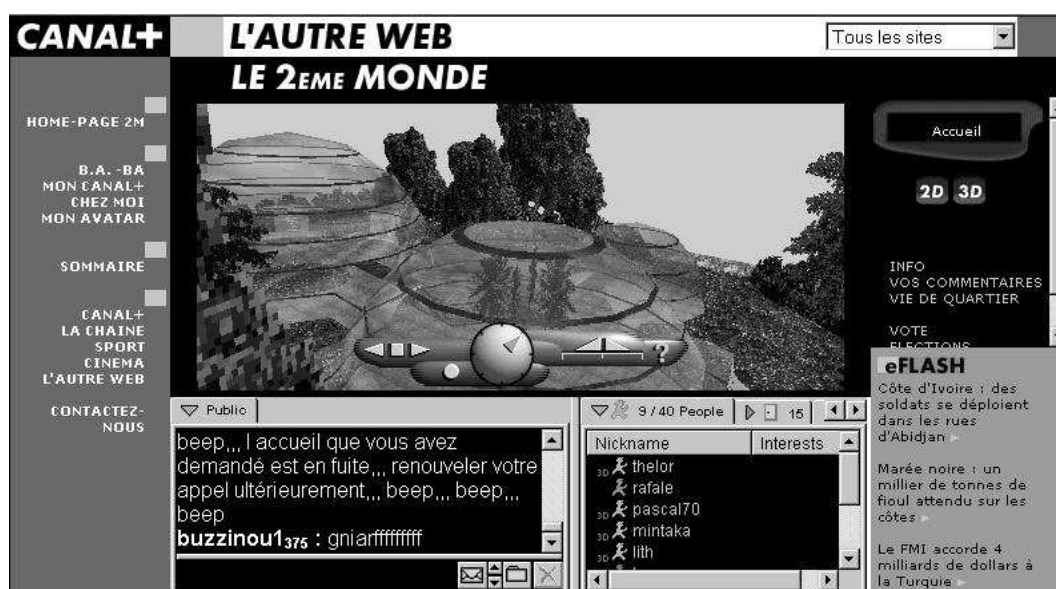 CANAL+
L'AUTRE WEB
Tous les sites
LE 2EME MONDE
HOME-PAGE 2M
B.A. -BA
MON CANAL+
CHEZ MOI
MON AVATAR
SOMMAIRE
CANAL+
LA CHAINE
SPORT
CINEMA
L'AUTRE WEB
CONTACTEZ-
NOUS
?
Accueil
2D 3D
INFO
VOS COMMENTAIRES
VIE DE QUARTIER
VOTE
ELECTIONS
Public
beep,,, l accueil que vous avez
demandé est en fuite,,, renouveler votre
appel ultérieurement,,, beep,,, beep,,,
beep
buzzinou1375 : gniarfffffffff
9 / 40 People
15
Nickname Interests
3D thelor
rafale
3D pascal70
3D mintaka
3D lith
eFLASH
Côte d'Ivoire : des
soldats se déploient
dans les rues
d'Abidjan
Marée noire : un
millier de tonnes de
fioul attendu sur les
côtes
Le FMI accorde 4
milliards de dollars à
la Turquie